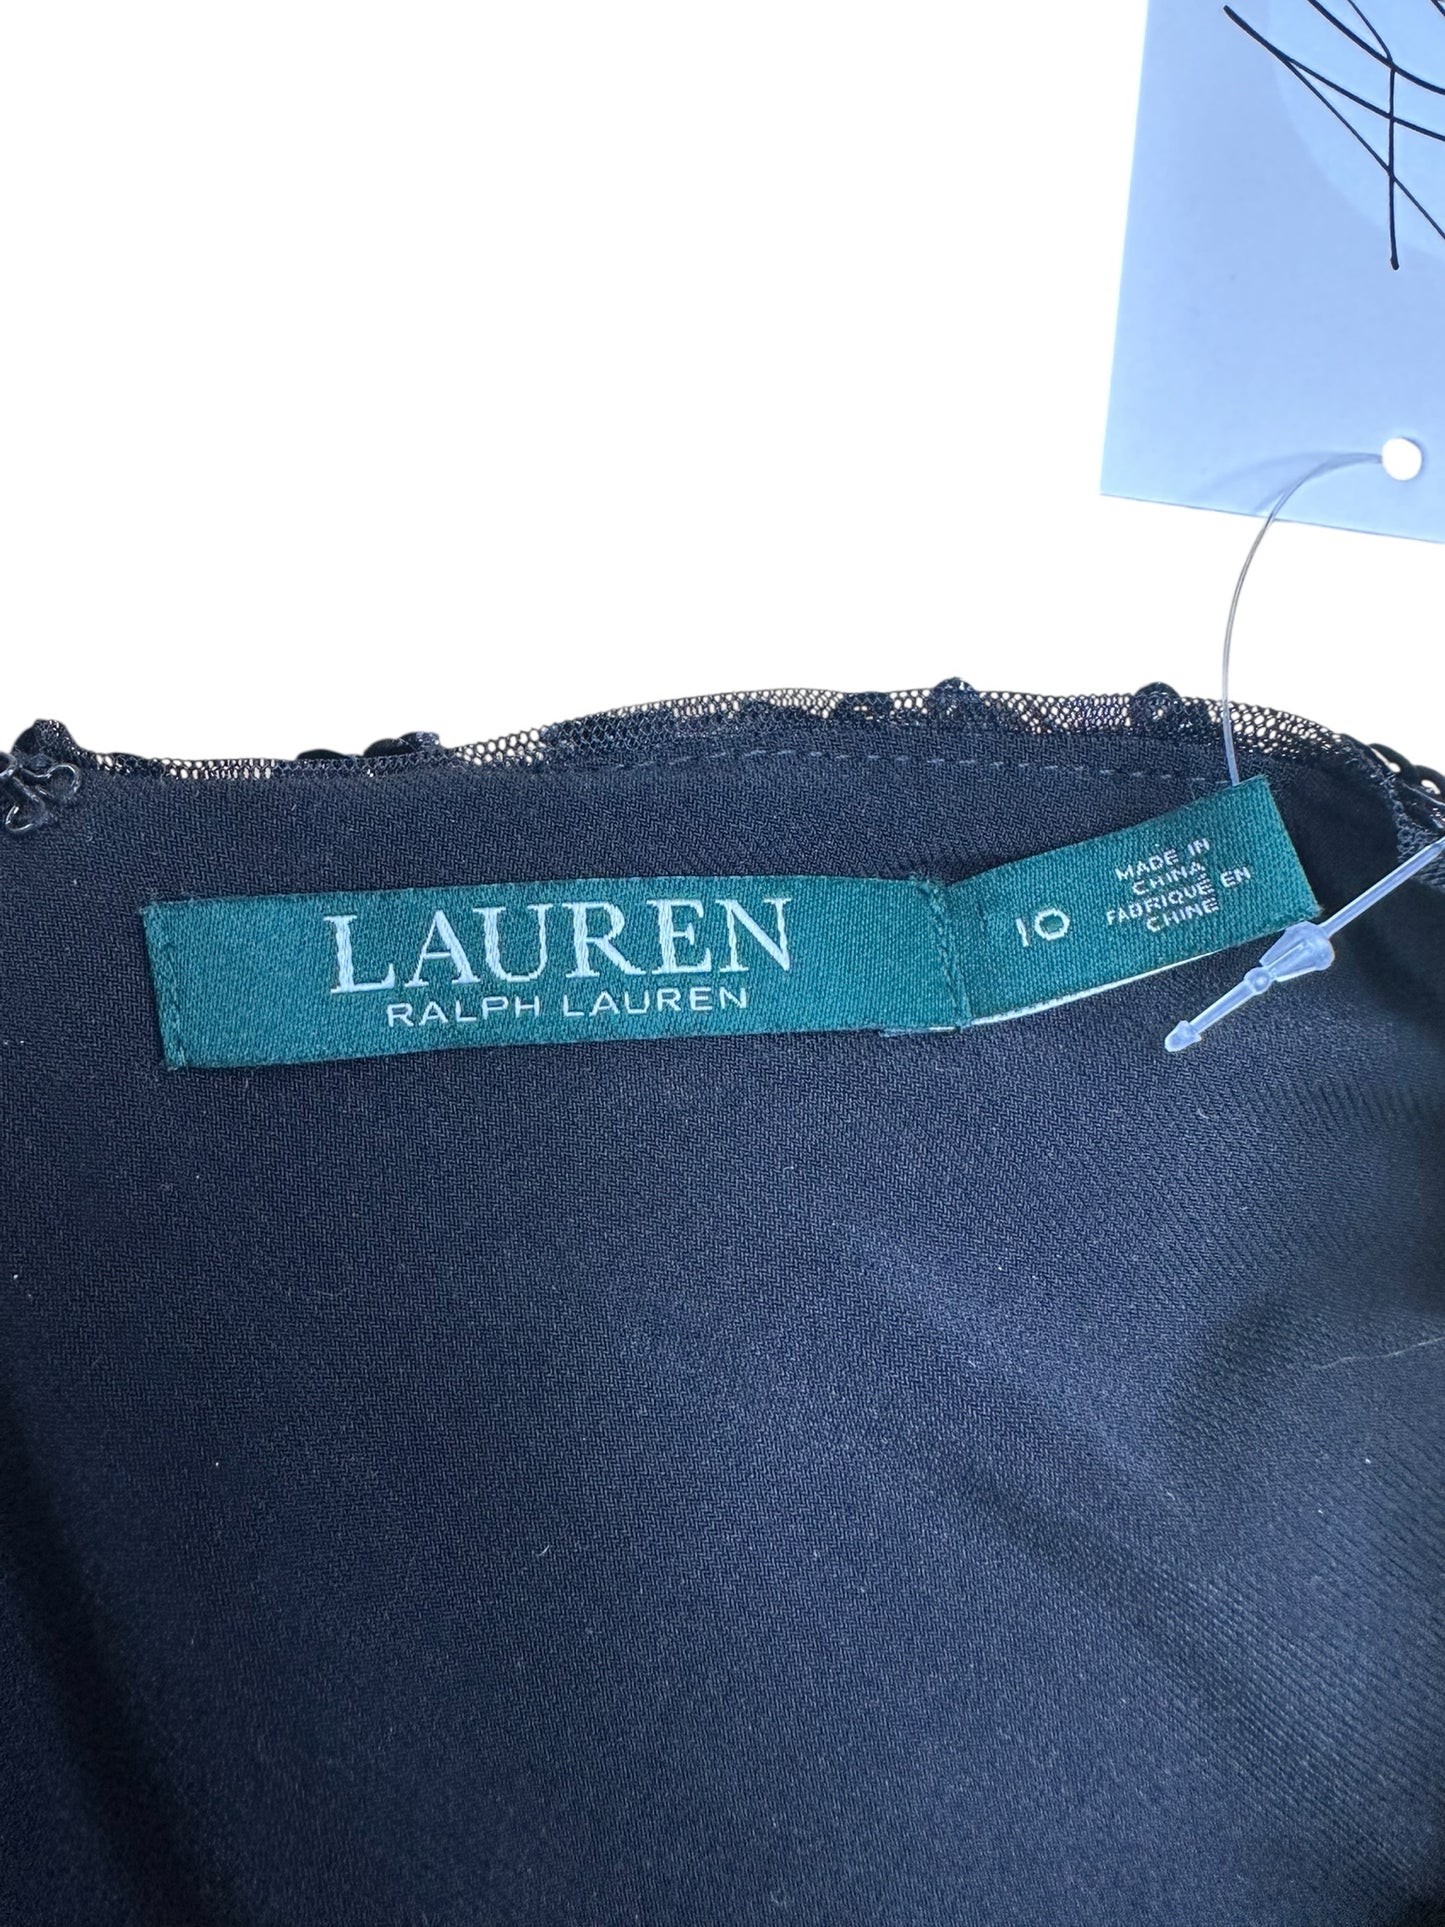 LAUREN
RALPH LAUREN
10
MADE IN
CHINA
FABRIQUE EN
CHINE